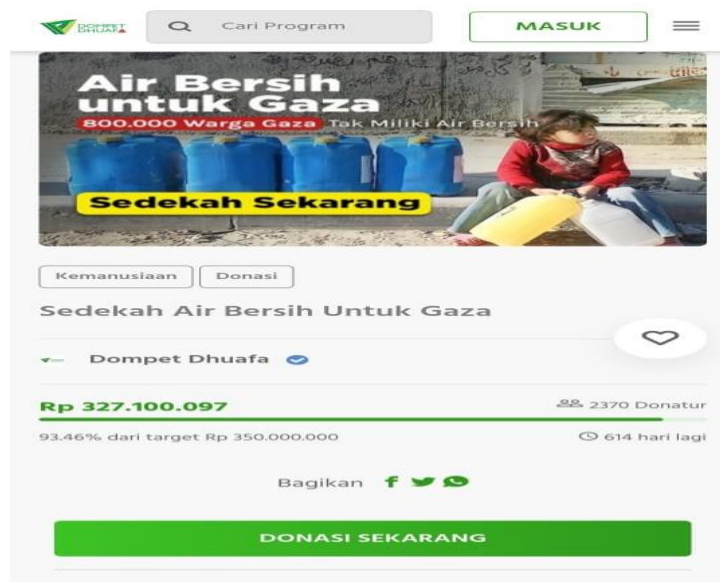 DOMPET
DHUAFA
Cari Program
MASUK
Air Bersih
untuk Gaza
800.000 Warga Gaza Tak Miliki Air Bersih
Sedekah Sekarang
Kemanusiaan
Donasi
Sedekah Air Bersih Untuk Gaza
Dompet Dhuafa
Rp 327.100.097
2370 Donatur
93.46% dari target Rp 350.000.000
614 hari lagi
Bagikan
DONASI SEKARANG